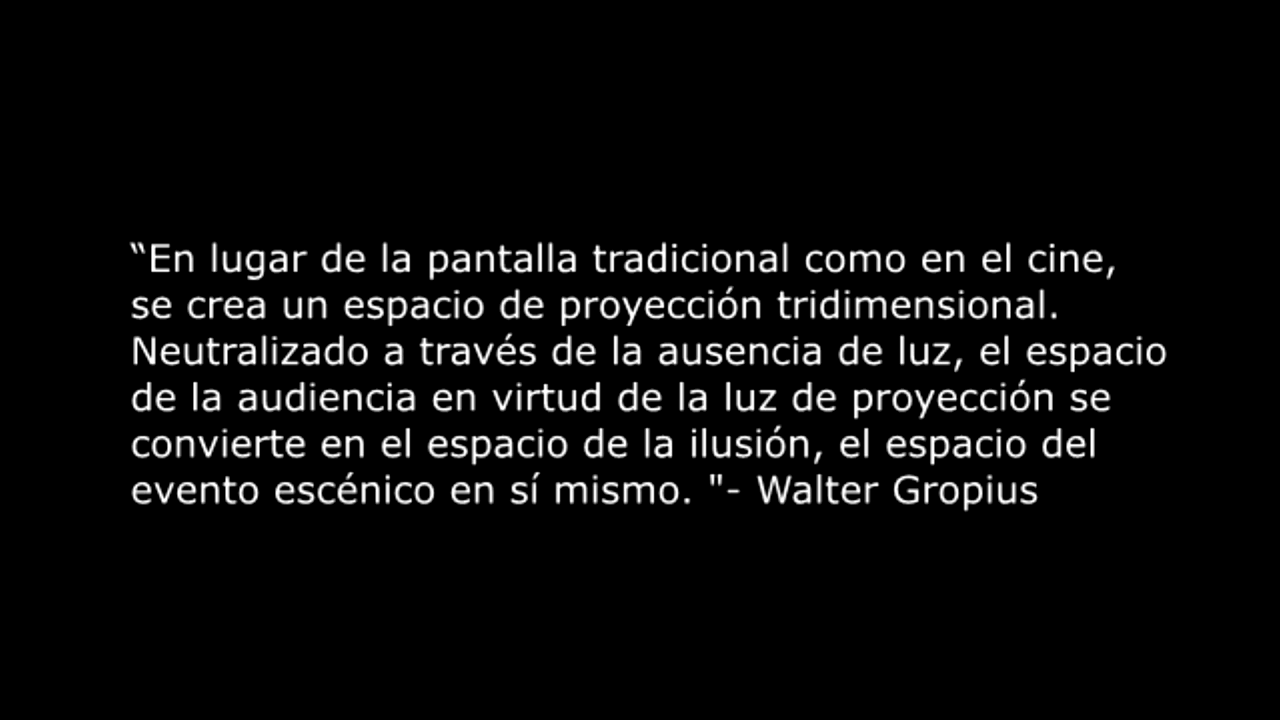 “En lugar de la pantalla tradicional como en el cine,
se crea un espacio de proyección tridimensional.
Neutralizado a través de la ausencia de luz, el espacio
de la audiencia en virtud de la luz de proyección se
convierte en el espacio de la ilusión, el espacio del
evento escénico en sí mismo. "- Walter Gropius